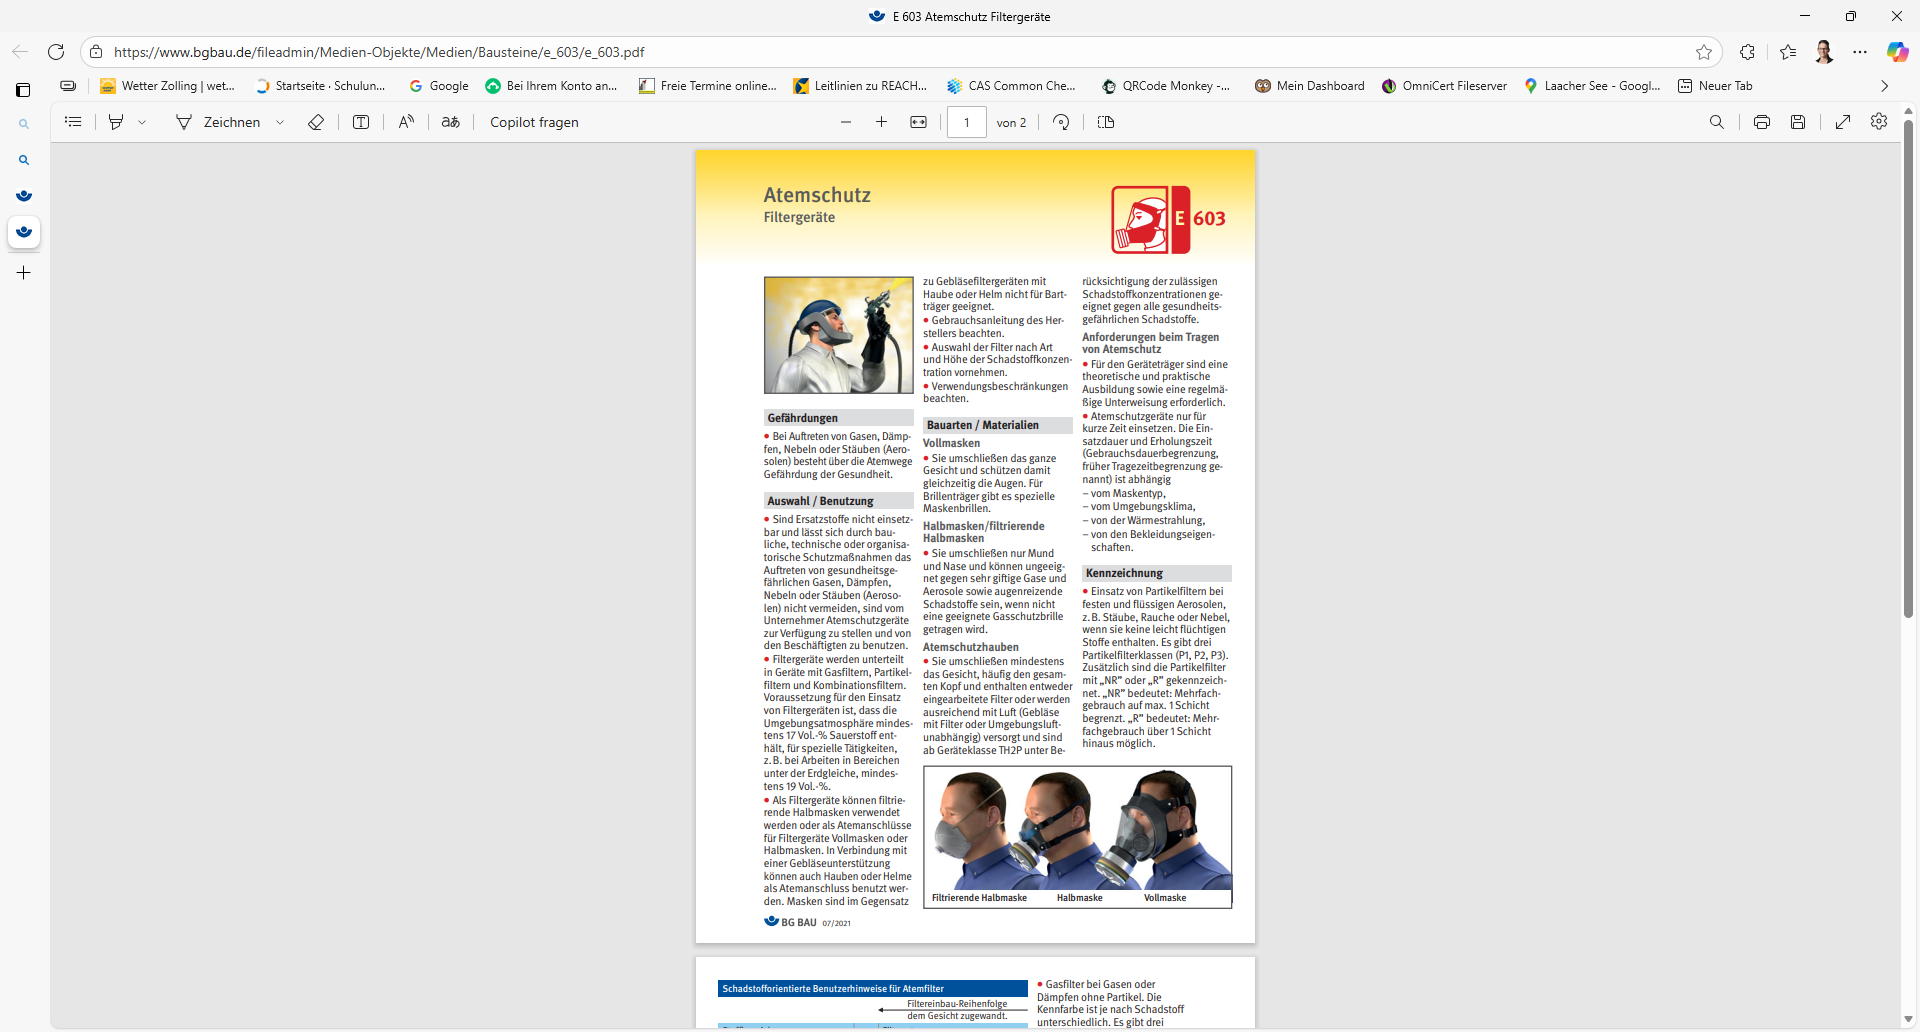 E 603 Atemschutz Filtergeräte
https://www.bgbau.de/fileadmin/Medien-Objekte/Medien/Bausteine/e_603/e_603.pdf
Wetter Zolling | wet...
Startseite · Schulun...
Google
Bei Ihrem Konto an...
Freie Termine online...
Leitlinien zu REACH...
CAS Common Che...
QRCode Monkey -...
Mein Dashboard
OmniCert Fileserver
Laacher See - Googl...
Neuer Tab
Zeichnen
Copilot fragen
1 von 2
Atemschutz
Filtergeräte
E 603
Gefährdungen
• Bei Auftreten von Gasen, Dämp-
fen, Nebeln oder Stäuben (Aero-
solen) besteht über die Atemwege
Gefährdung der Gesundheit.
Auswahl / Benutzung
• Sind Ersatzstoffe nicht einsetz-
bar und lässt sich durch bau-
liche, technische oder organisa-
torische Schutzmaßnahmen das
Auftreten von gesundheitsge-
fährlichen Gasen, Dämpfen,
Nebeln oder Stäuben (Aeroso-
len) nicht vermeiden, sind vom
Unternehmer Atemschutzgeräte
zur Verfügung zu stellen und von
den Beschäftigten zu benutzen.
• Filtergeräte werden unterteilt
in Geräte mit Gasfiltern, Partikel-
filtern und Kombinationsfiltern.
Voraussetzung für den Einsatz
von Filtergeräten ist, dass die
Umgebungsatmosphäre mindes-
tens 17 Vol.-% Sauerstoff ent-
hält, für spezielle Tätigkeiten,
z. B. bei Arbeiten in Bereichen
unter der Erdgleiche, mindes-
tens 19 Vol.-%.
• Als Filtergeräte können filtrie-
rende Halbmasken verwendet
werden oder als Atemanschlüsse
für Filtergeräte Vollmasken oder
Halbmasken. In Verbindung mit
einer Gebläseunterstützung
können auch Hauben oder Helme
als Atemanschluss benutzt wer-
den. Masken sind im Gegensatz
zu Gebläsefiltergeräten mit
Haube oder Helm nicht für Bart-
träger geeignet.
• Gebrauchsanleitung des Her-
stellers beachten.
• Auswahl der Filter nach Art
und Höhe der Schadstoffkonzen-
tration vornehmen.
• Verwendungsbeschränkungen
beachten.
Bauarten / Materialien
Vollmasken
• Sie umschließen das ganze
Gesicht und schützen damit
gleichzeitig die Augen. Für
Brillenträger gibt es spezielle
Maskenbrillen.
Halbmasken/filtrierende
Halbmasken
• Sie umschließen nur Mund
und Nase und können ungeeig-
net gegen sehr giftige Gase und
Aerosole sowie augenreizende
Schadstoffe sein, wenn nicht
eine geeignete Gasschutzbrille
getragen wird.
Atemschutzhauben
• Sie umschließen mindestens
das Gesicht, häufig den gesam-
ten Kopf und enthalten entweder
eingearbeitete Filter oder werden
ausreichend mit Luft (Gebläse
mit Filter oder Umgebungsluft-
unabhängig) versorgt und sind
ab Geräteklasse TH2P unter Be-
rücksichtigung der zulässigen
Schadstoffkonzentrationen ge-
eignet gegen alle gesundheits-
gefährlichen Schadstoffe.
Anforderungen beim Tragen
von Atemschutz
• Für den Geräteträger sind eine
theoretische und praktische
Ausbildung sowie eine regelmä-
ßige Unterweisung erforderlich.
• Atemschutzgeräte nur für
kurze Zeit einsetzen. Die Ein-
satzdauer und Erholungszeit
(Gebrauchsdauerbegrenzung,
früher Tragezeitbegrenzung ge-
nannt) ist abhängig
– vom Maskentyp,
– vom Umgebungsklima,
– von der Wärmestrahlung,
– von den Bekleidungseigen-
schaften.
Kennzeichnung
• Einsatz von Partikelfiltern bei
festen und flüssigen Aerosolen,
z. B. Stäube, Rauche oder Nebel,
wenn sie keine leicht flüchtigen
Stoffe enthalten. Es gibt drei
Partikelfilterklassen (P1, P2, P3).
Zusätzlich sind die Partikelfilter
mit „NR” oder „R” gekennzeich-
net. „NR” bedeutet: Mehrfach-
gebrauch auf max. 1 Schicht
begrenzt. „R” bedeutet: Mehr-
fachgebrauch über 1 Schicht
hinaus möglich.
Filtrierende Halbmaske
Halbmaske
Vollmaske
BG BAU 07/2021
Schadstofforientierte Benutzerhinweise für Atemfilter
Filtereinbau-Reihenfolge
dem Gesicht zugewandt.
• Gasfilter bei Gasen oder
Dämpfen ohne Partikel. Die
Kennfarbe ist je nach Schadstoff
unterschiedlich. Es gibt drei